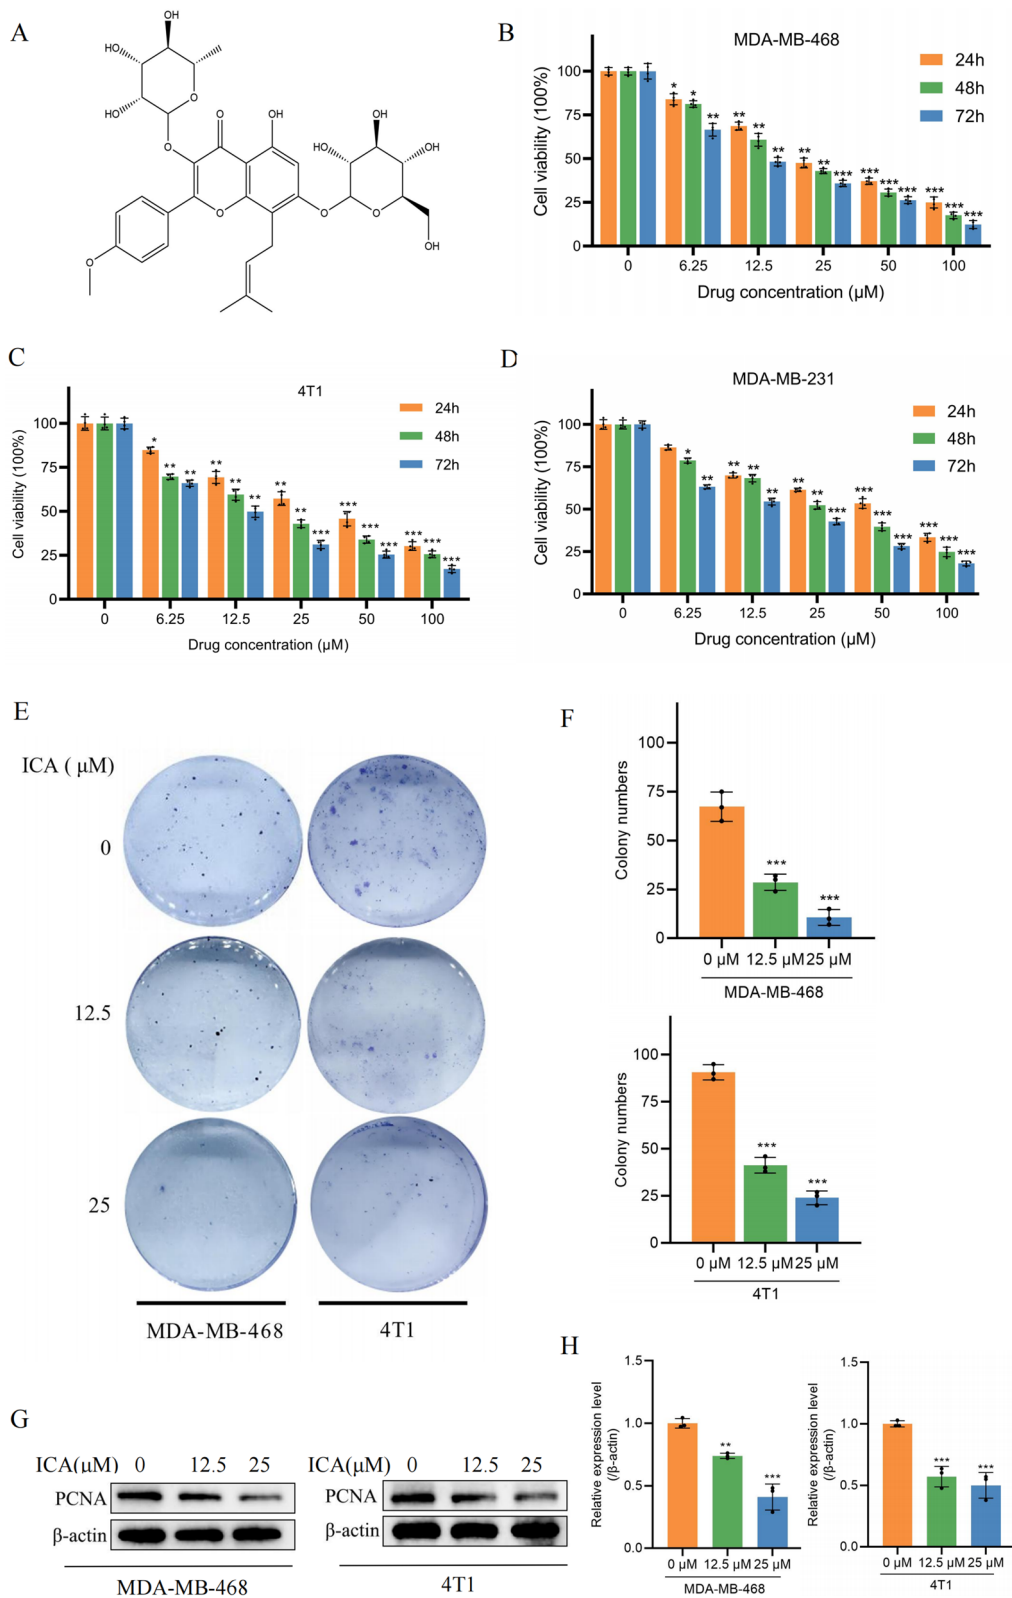 A
OH
HO
HO
HO
O
O
O
OH
OH
OH
OH
O
O
O
OH
O
B
MDA-MB-468
24h
48h
72h
Cell viability (100%)
100
75
50
25
0
* * ** ** ** ** ** ** *** *** *** *** *** *** ***
0 6.25 12.5 25 50 100
Drug concentration (μM)
C
4T1
24h
48h
72h
Cell viability (100%)
100
75
50
25
0
* ** ** ** ** ** ** ** *** *** *** *** *** *** ***
0 6.25 12.5 25 50 100
Drug concentration (μM)
D
MDA-MB-231
24h
48h
72h
Cell viability (100%)
100
75
50
25
0
* ** ** ** ** ** ** *** *** *** *** *** *** ***
0 6.25 12.5 25 50 100
Drug concentration (μM)
E
ICA ( μM)
0
12.5
25
MDA-MB-468 4T1
F
Colony numbers
100
75
50
25
0
*** ***
0 μM 12.5 μM 25 μM
MDA-MB-468
Colony numbers
100
75
50
25
0
*** ***
0 μM 12.5 μM 25 μM
4T1
G
ICA(μM) 0 12.5 25
PCNA
β-actin
MDA-MB-468
ICA(μM) 0 12.5 25
PCNA
β-actin
4T1
H
Relative expression level
(/β-actin)
1.5
1.0
0.5
0.0
** ***
0 μM 12.5 μM 25 μM
MDA-MB-468
Relative expression level
(/β-actin)
1.5
1.0
0.5
0.0
*** ***
0 μM 12.5 μM 25 μM
4T1